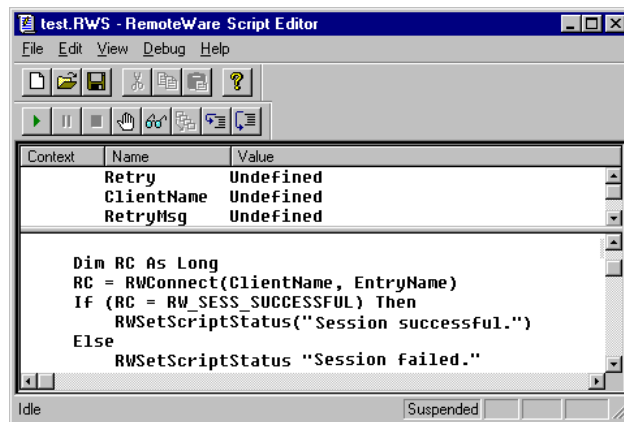 test.RWS - RemoteWare Script Editor
File Edit View Debug Help
Context Name Value
Retry Undefined
ClientName Undefined
RetryMsg Undefined
Dim RC As Long
RC = RWConnect(ClientName, EntryName)
If (RC = RW_SESS_SUCCESSFUL) Then
RWSetScriptStatus("Session successful.")
Else
RWSetScriptStatus "Session failed."
Idle Suspended